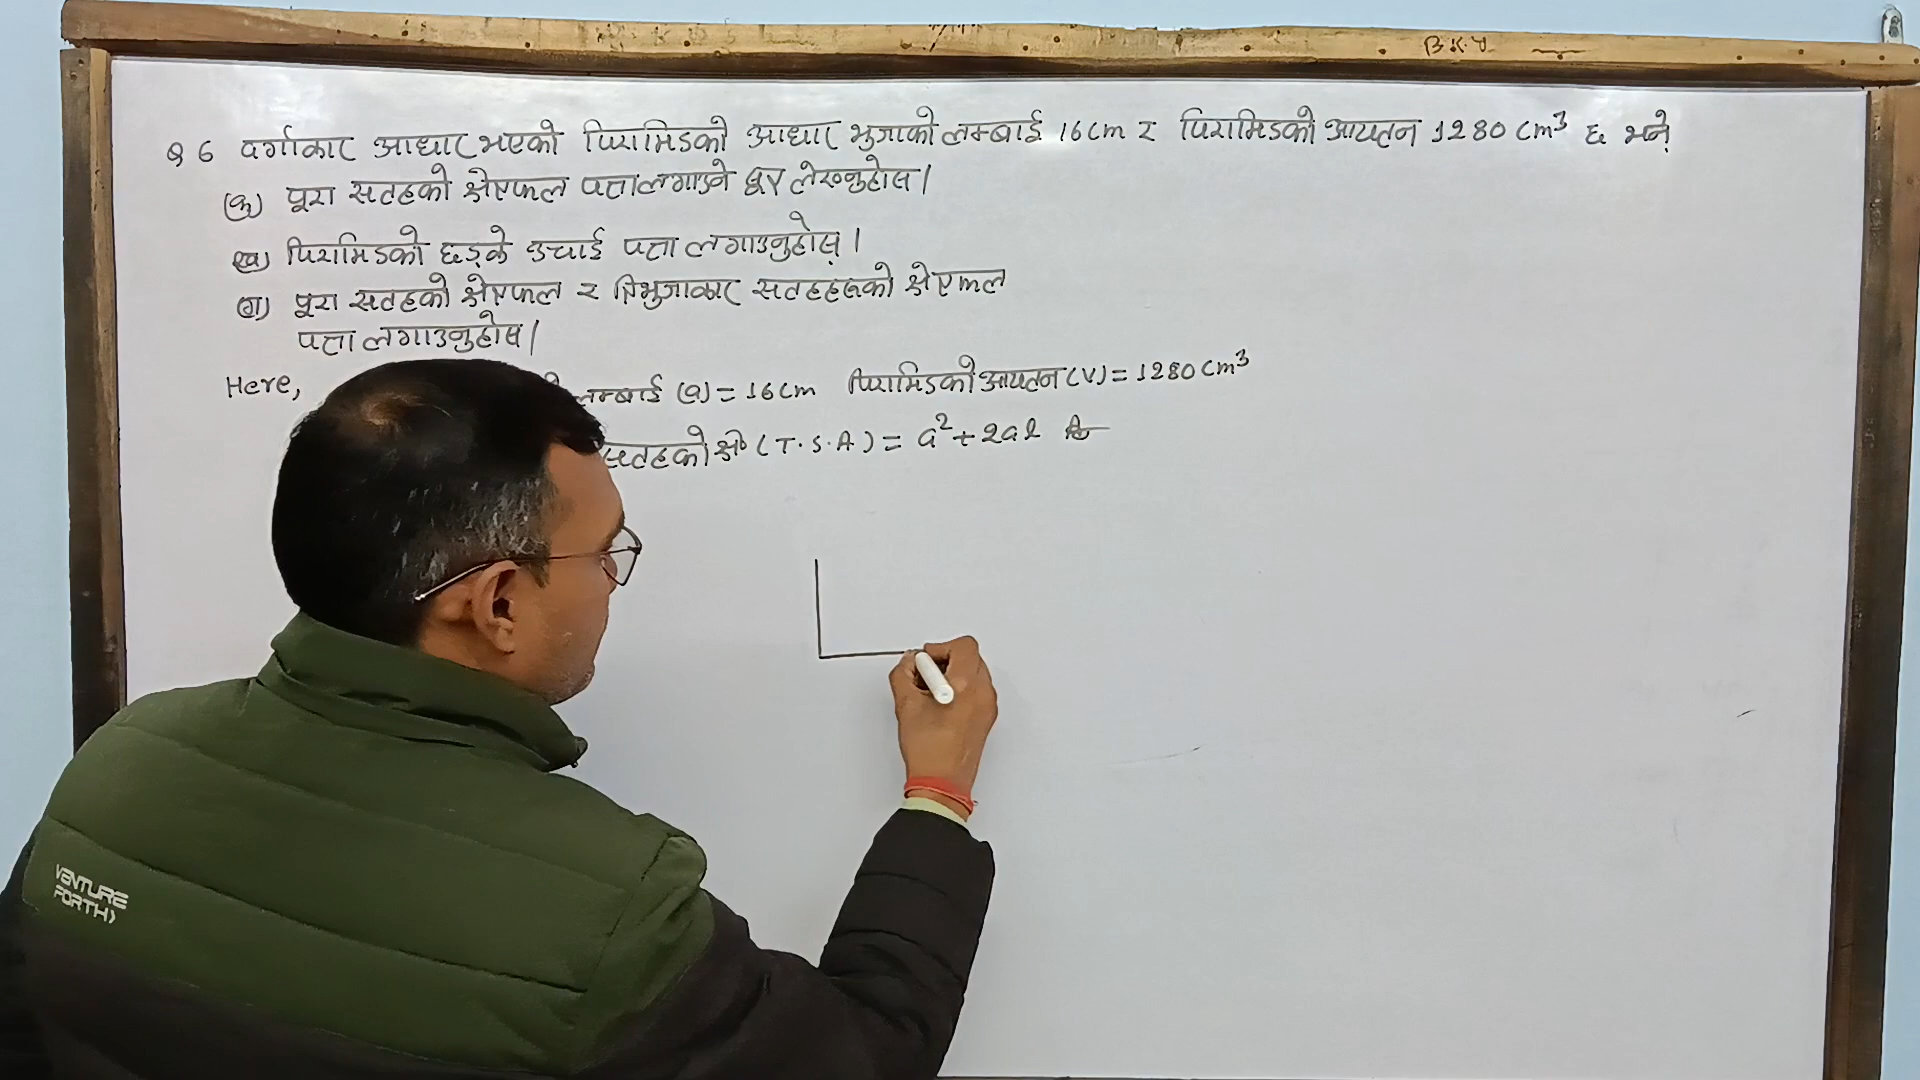 B.K.Y
Q 6 वर्गाकार आधार भएको पिरामिडको आधार भुजाको लम्बाई 16cm र पिरामिडको आयतन 1280 cm³ छ भने
(क) पूरा सतहको क्षेत्रफल पत्तालगाउने सूत्र लेख्नुहोस।
(ख) पिरामिडको छड्के उचाई पत्ता लगाउनुहोस्।
(ग) पूरा सतहको क्षेत्रफल र त्रिभुजाकार सतहहरुको क्षेत्रफल
पत्ता लगाउनुहोस।
Here, लम्बाई (a) = 16cm पिरामिडको आयतन (V) = 1280 cm³
सतहको क्षे० (T.S.A) = a² + 2al
VENTURE
FORTH